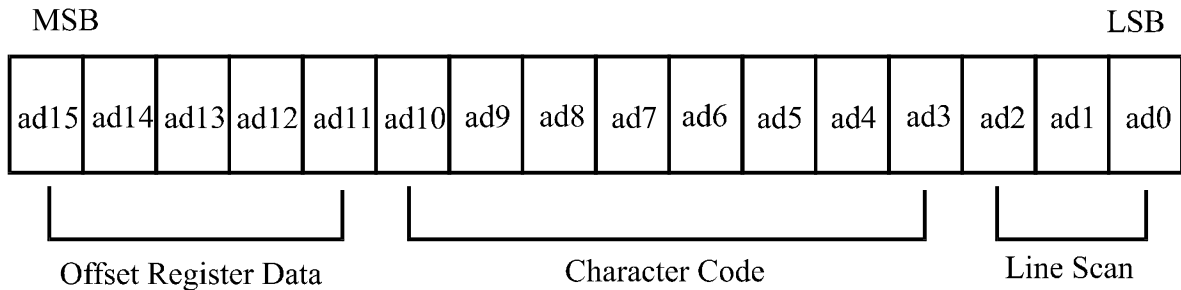 MSB LSB
ad15 ad14 ad13 ad12 ad11 ad10 ad9 ad8 ad7 ad6 ad5 ad4 ad3 ad2 ad1 ad0
Offset Register Data Character Code Line Scan